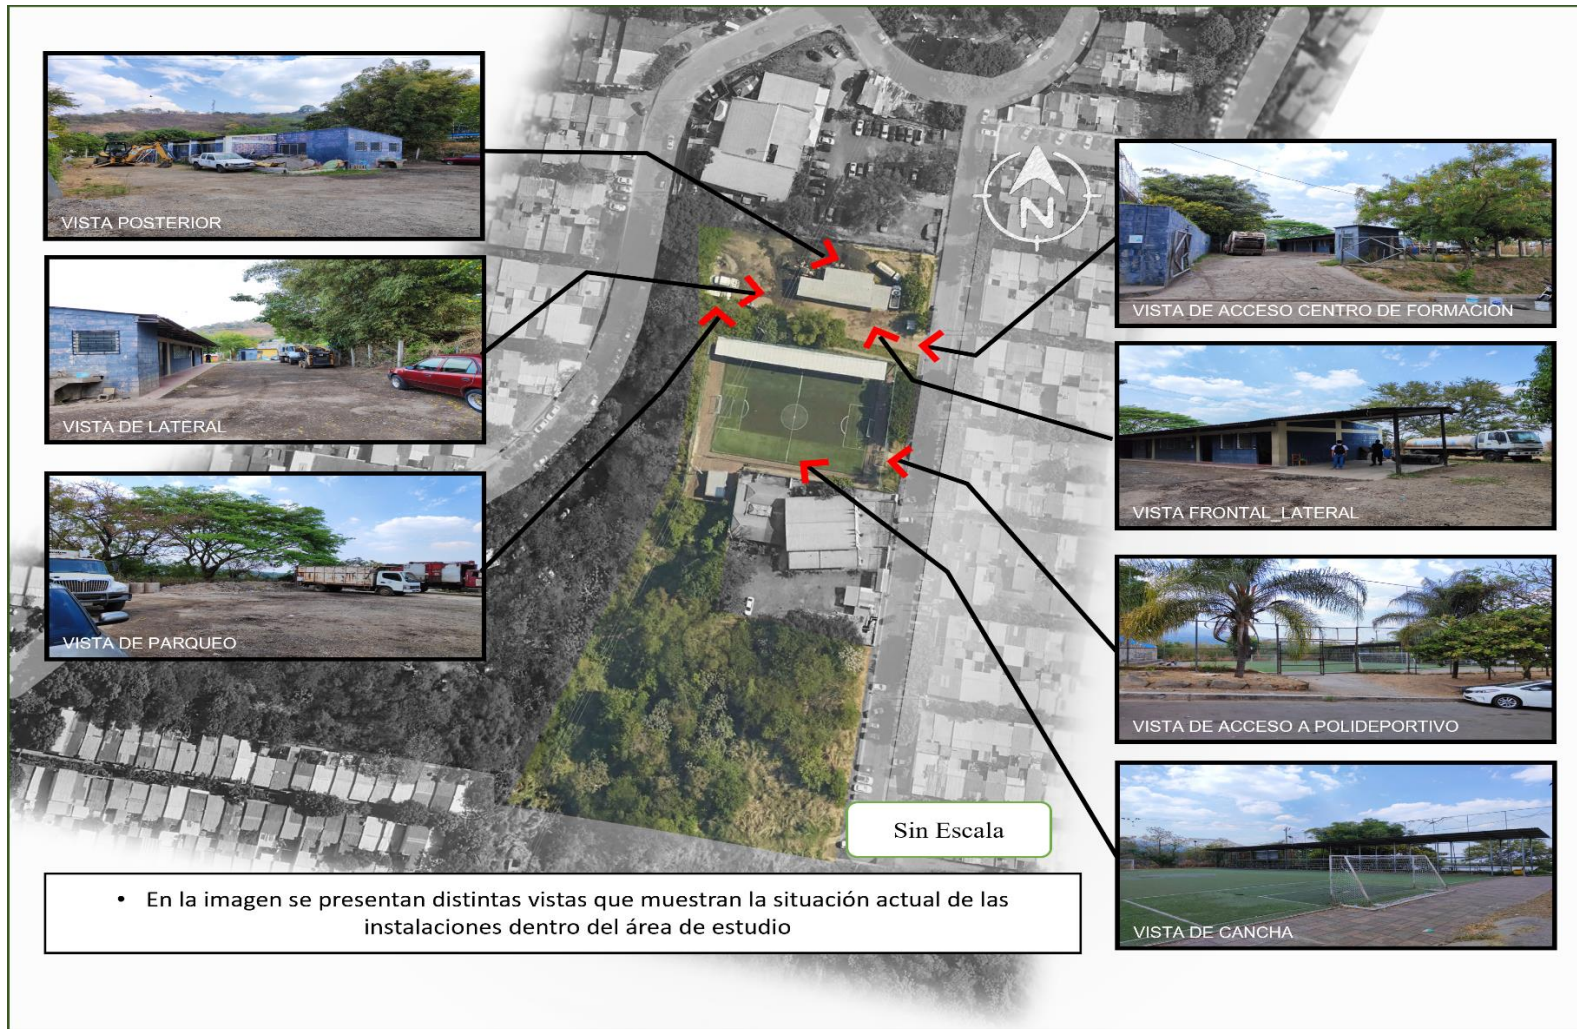 VISTA POSTERIOR
VISTA DE LATERAL
VISTA DE PARQUEO
N
VISTA DE ACCESO CENTRO DE FORMACION
VISTA FRONTAL_LATERAL
VISTA DE ACCESO A POLIDEPORTIVO
VISTA DE CANCHA
Sin Escala
• En la imagen se presentan distintas vistas que muestran la situación actual de las
instalaciones dentro del área de estudio